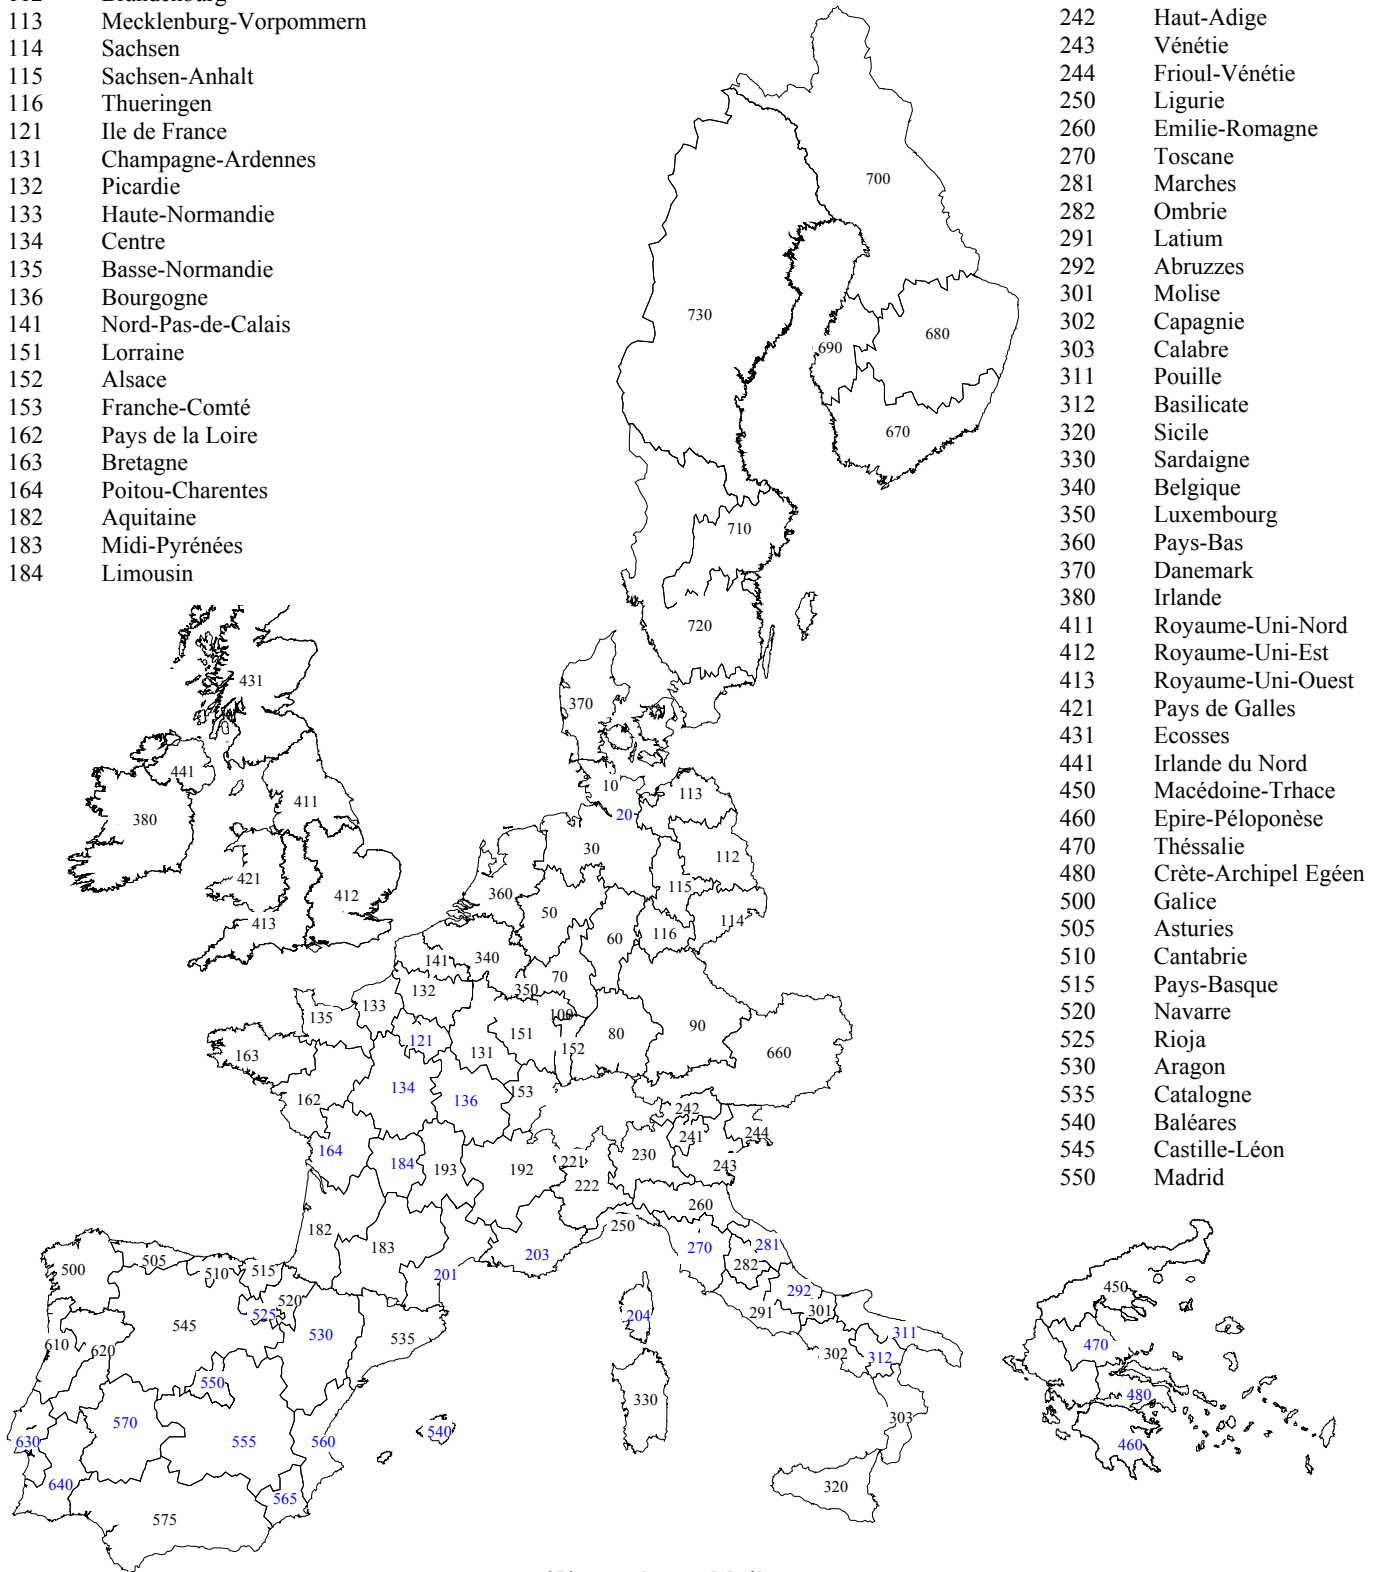 113 Mecklenburg-Vorpommern
114 Sachsen
115 Sachsen-Anhalt
116 Thueringen
121 Ile de France
131 Champagne-Ardennes
132 Picardie
133 Haute-Normandie
134 Centre
135 Basse-Normandie
136 Bourgogne
141 Nord-Pas-de-Calais
151 Lorraine
152 Alsace
153 Franche-Comté
162 Pays de la Loire
163 Bretagne
164 Poitou-Charentes
182 Aquitaine
183 Midi-Pyrénées
184 Limousin
242 Haut-Adige
243 Vénétie
244 Frioul-Vénétie
250 Ligurie
260 Emilie-Romagne
270 Toscane
281 Marches
282 Ombrie
291 Latium
292 Abruzzes
301 Molise
302 Capagnie
303 Calabre
311 Pouille
312 Basilicate
320 Sicile
330 Sardaigne
340 Belgique
350 Luxembourg
360 Pays-Bas
370 Danemark
380 Irlande
411 Royaume-Uni-Nord
412 Royaume-Uni-Est
413 Royaume-Uni-Ouest
421 Pays de Galles
431 Ecosses
441 Irlande du Nord
450 Macédoine-Trhace
460 Epire-Péloponèse
470 Théssalie
480 Crète-Archipel Egéen
500 Galice
505 Asturies
510 Cantabrie
515 Pays-Basque
520 Navarre
525 Rioja
530 Aragon
535 Catalogne
540 Baléares
545 Castille-Léon
550 Madrid
700
730
680
690
670
710
720
431
370
441
10
113
411
20
380
30
112
421
115
412
360
50
413
114
116
60
141
340
70
132
350
133
100
135
151
90
80
121
152
131
163
660
134
153
136
162
242
244
241
164
230
184
193
192
221
243
222
260
250
182
183
270
281
203
505
282
500
510
515
201
450
292
520
525
291
301
204
545
530
535
311
610
470
620
302
312
550
480
330
303
570
540
630
555
560
460
640
320
565
575